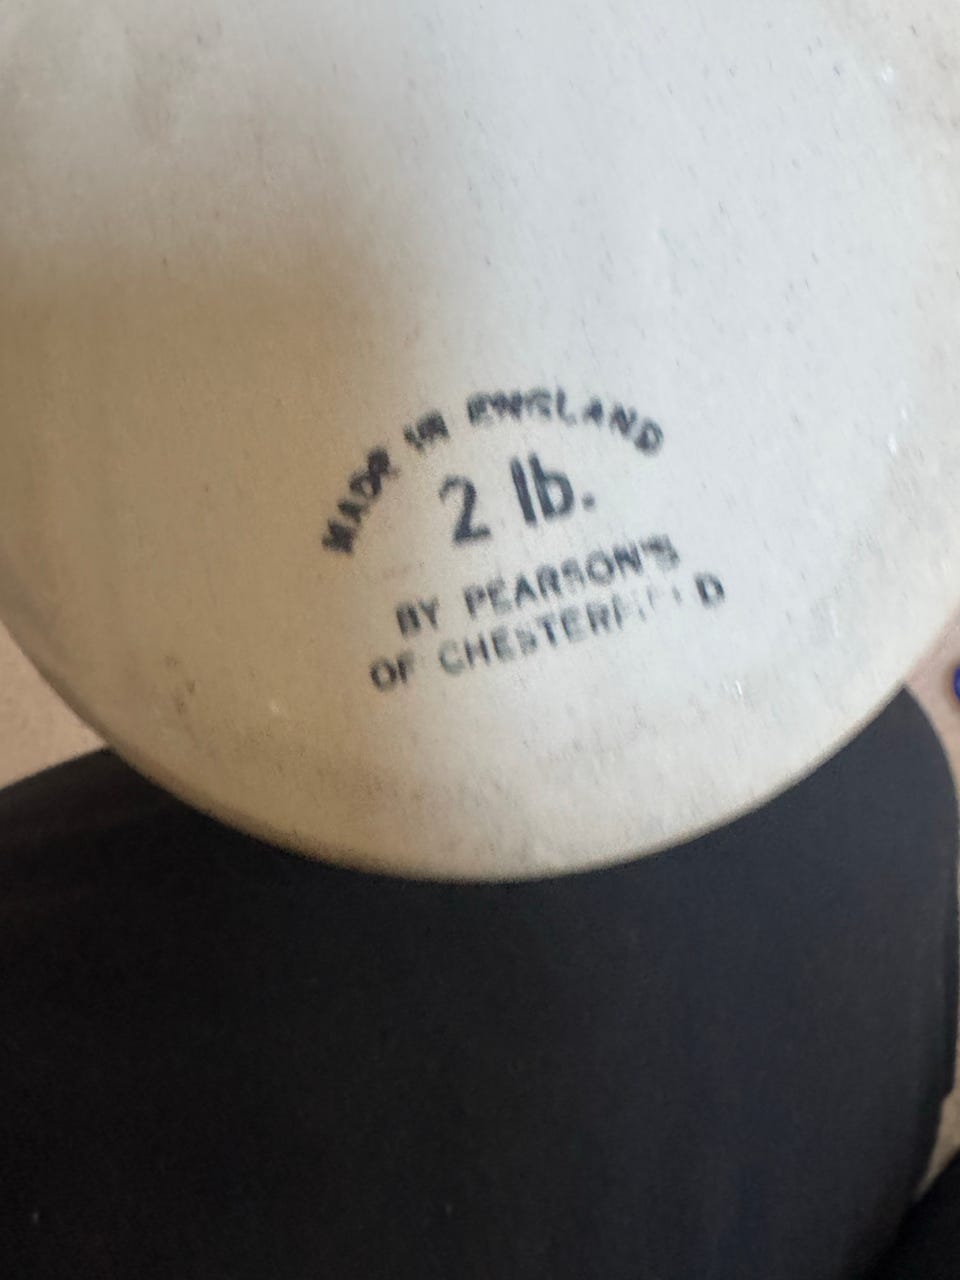 MADE IN ENGLAND
2 lb.
BY PEARSON'S
OF CHESTERFIELD